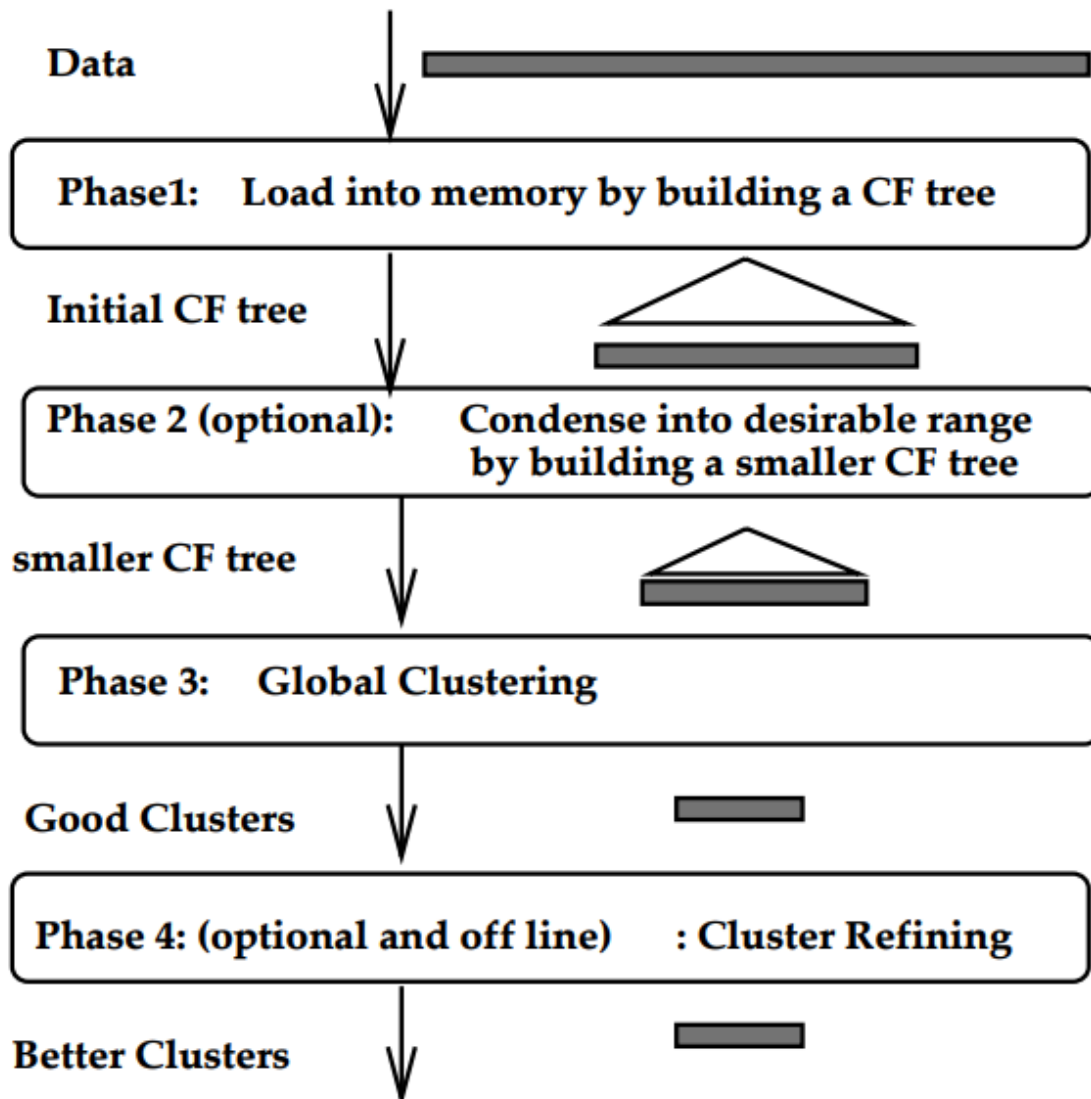 Data
Phase1: Load into memory by building a CF tree
Initial CF tree
Phase 2 (optional): Condense into desirable range
by building a smaller CF tree
smaller CF tree
Phase 3: Global Clustering
Good Clusters
Phase 4: (optional and off line) : Cluster Refining
Better Clusters